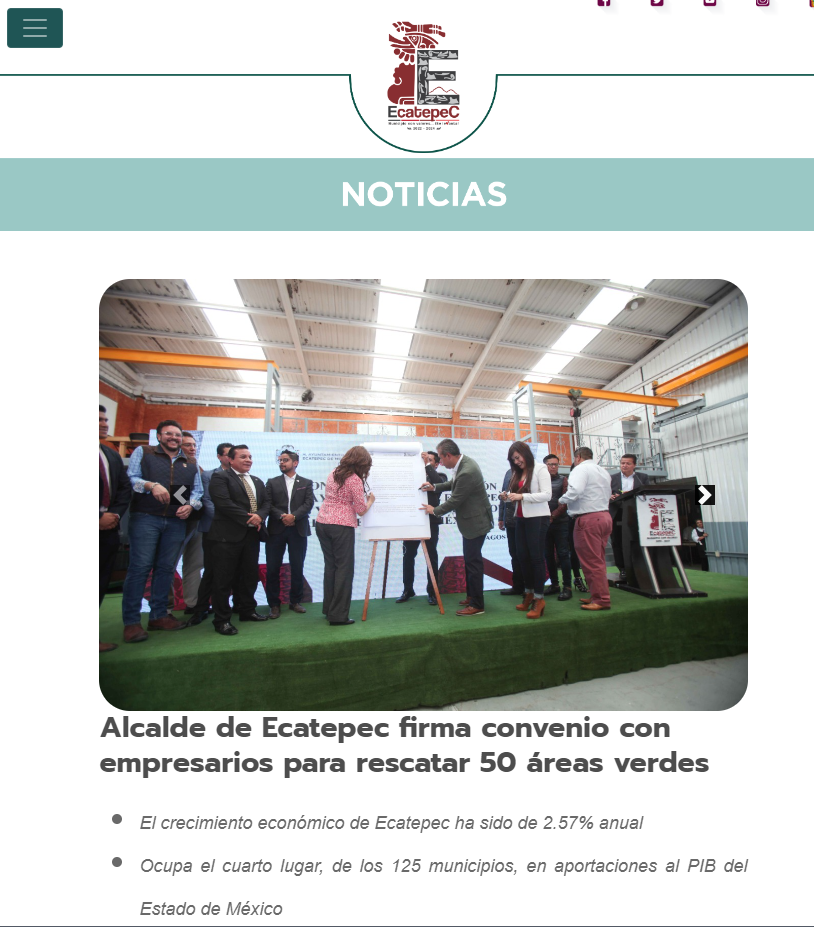 EcatepeC
NOTICIAS
Alcalde de Ecatepec firma convenio con
empresarios para rescatar 50 áreas verdes
El crecimiento económico de Ecatepec ha sido de 2.57% anual
Ocupa el cuarto lugar, de los 125 municipios, en aportaciones al PIB del
Estado de México